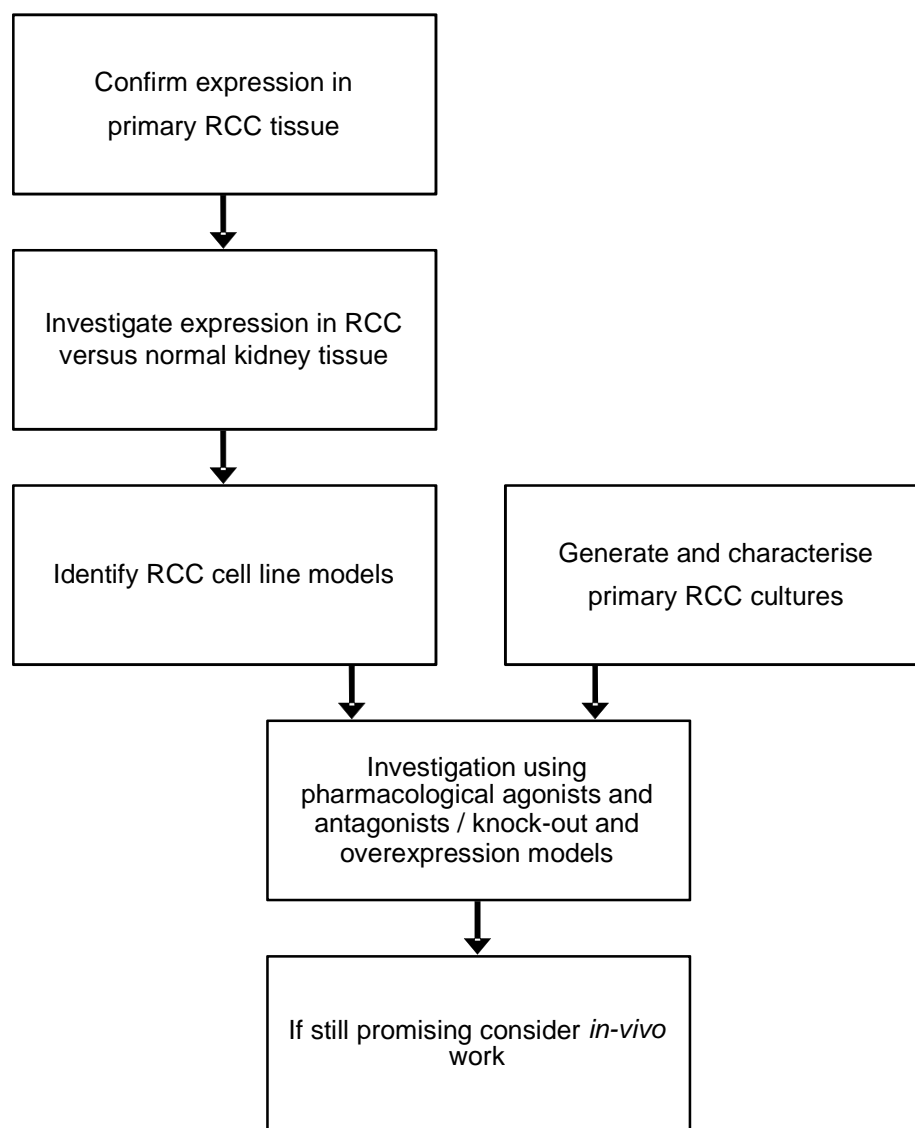 Confirm expression in
primary RCC tissue
Investigate expression in RCC
versus normal kidney tissue
Identify RCC cell line models
Generate and characterise
primary RCC cultures
Investigation using
pharmacological agonists and
antagonists / knock-out and
overexpression models
If still promising consider in-vivo
work